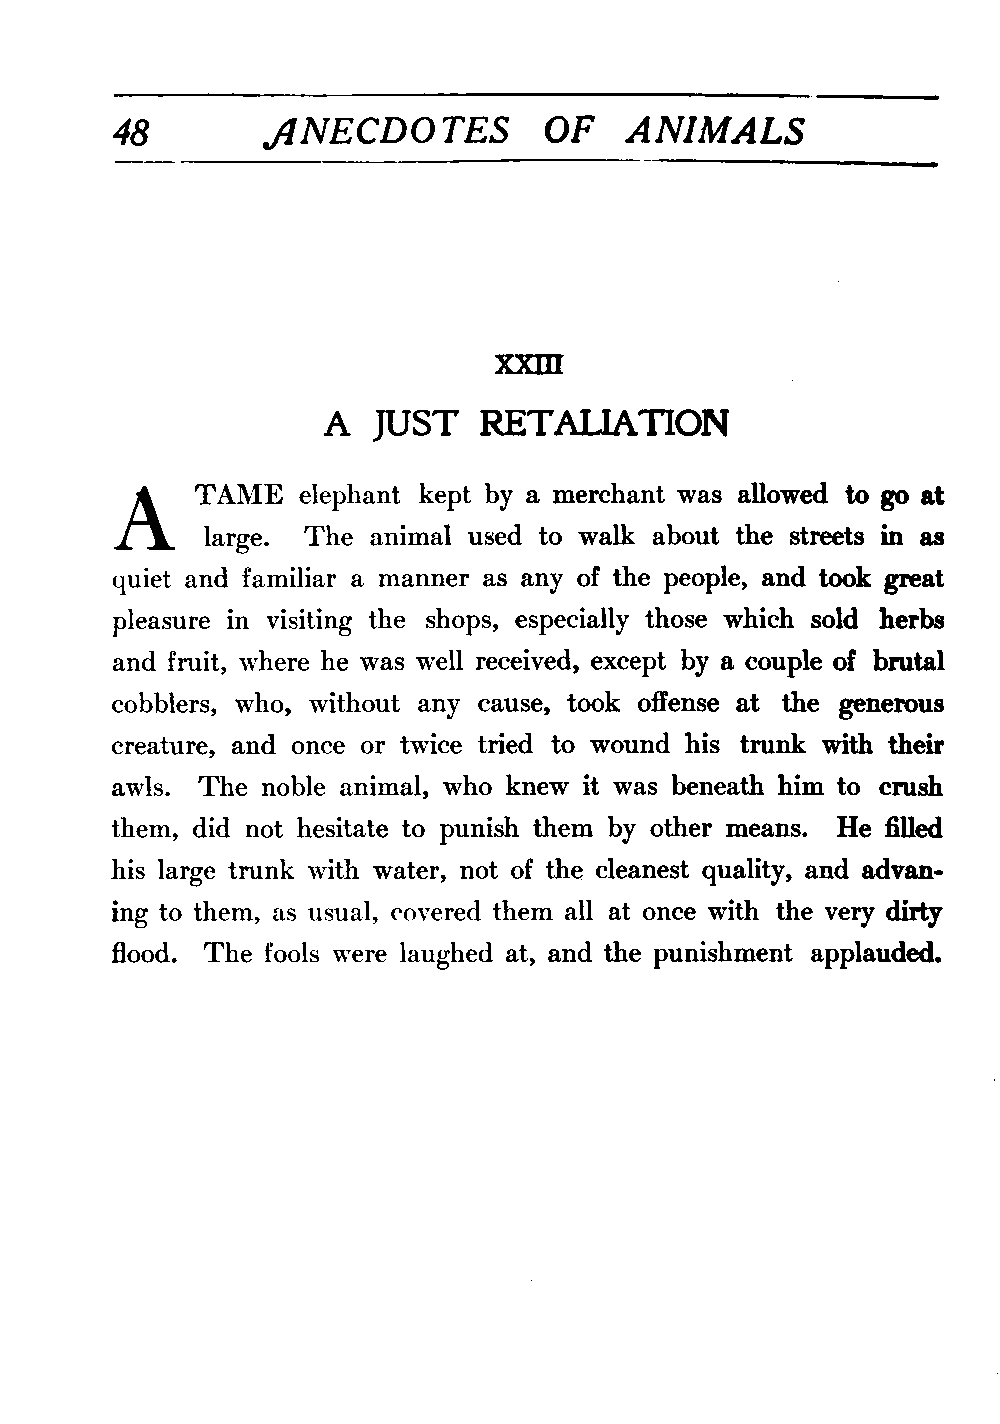 48 ANECDOTES OF ANIMALS
XXIII
A JUST RETALIATION
A TAME elephant kept by a merchant was allowed to go at
large. The animal used to walk about the streets in as
quiet and familiar a manner as any of the people, and took great
pleasure in visiting the shops, especially those which sold herbs
and fruit, where he was well received, except by a couple of brutal
cobblers, who, without any cause, took offense at the generous
creature, and once or twice tried to wound his trunk with their
awls. The noble animal, who knew it was beneath him to crush
them, did not hesitate to punish them by other means. He filled
his large trunk with water, not of the cleanest quality, and advan-
ing to them, as usual, covered them all at once with the very dirty
flood. The fools were laughed at, and the punishment applauded.